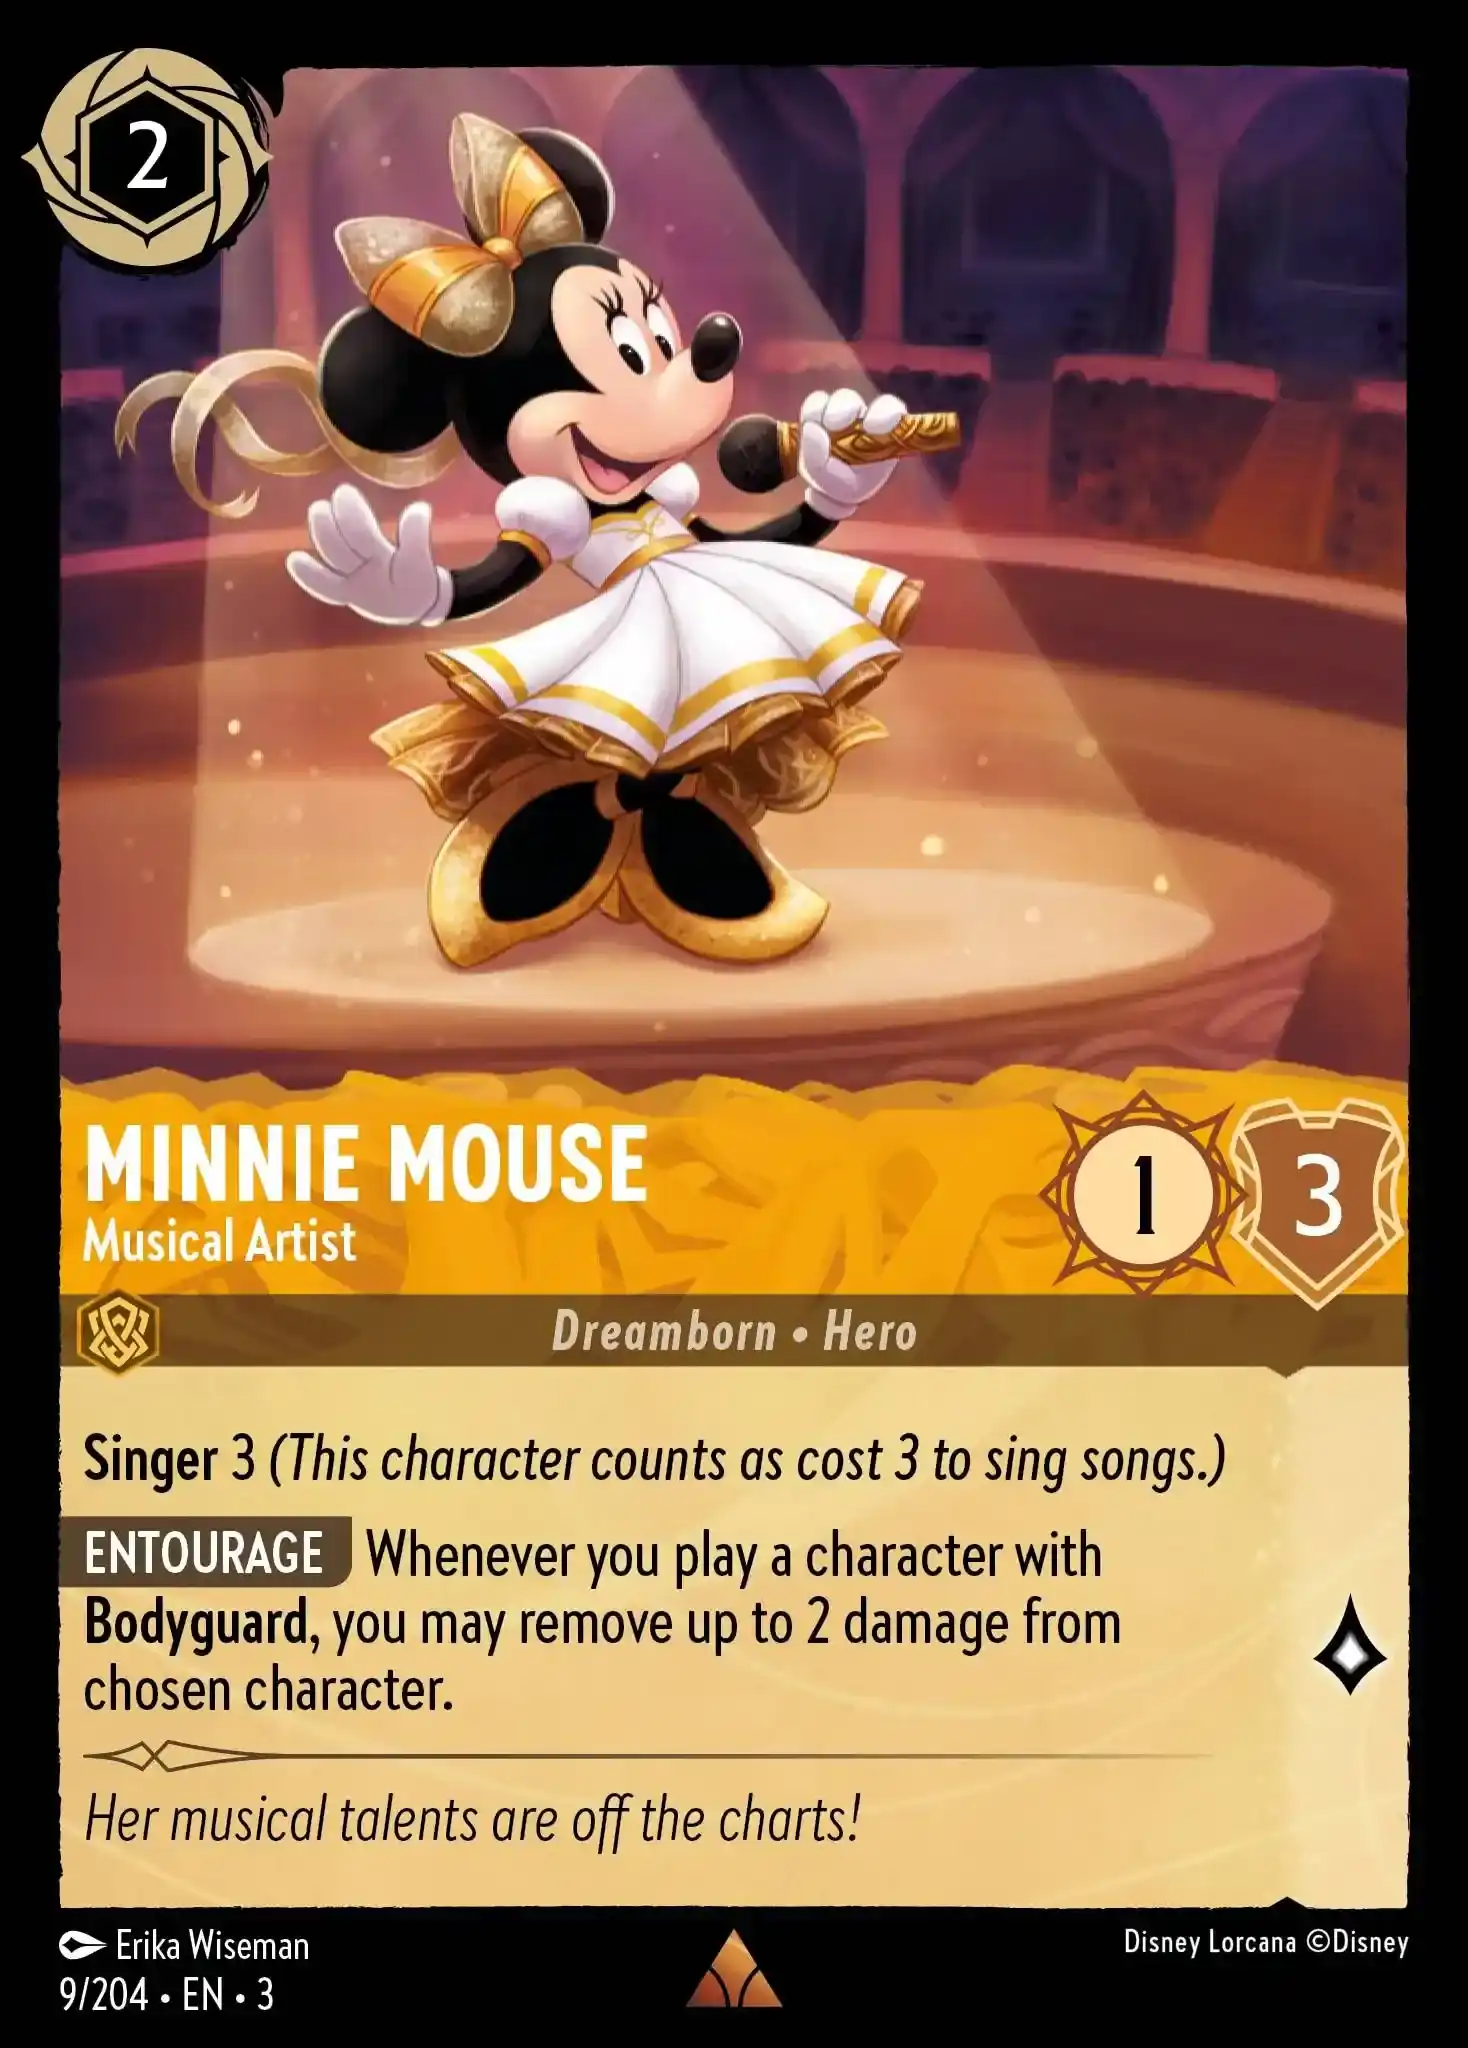 2
MINNIE MOUSE
Musical Artist
1
3
Dreamborn • Hero
Singer 3 (This character counts as cost 3 to sing songs.)
ENTOURAGE Whenever you play a character with
Bodyguard, you may remove up to 2 damage from
chosen character.
Her musical talents are off the charts!
Erika Wiseman
Disney Lorcana ©Disney
9/204 • EN • 3